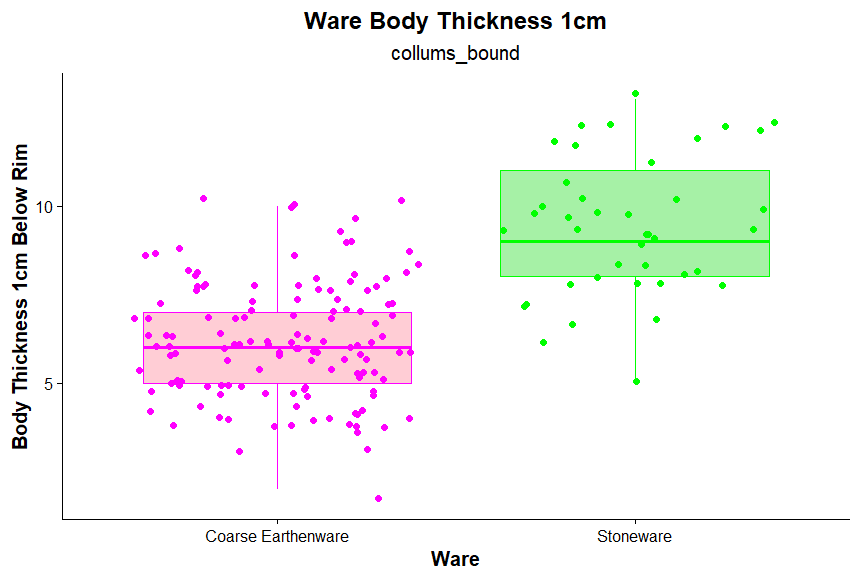 Ware Body Thickness 1cm
collums_bound
Body Thickness 1cm Below Rim
10
5
Coarse Earthenware
Stoneware
Ware